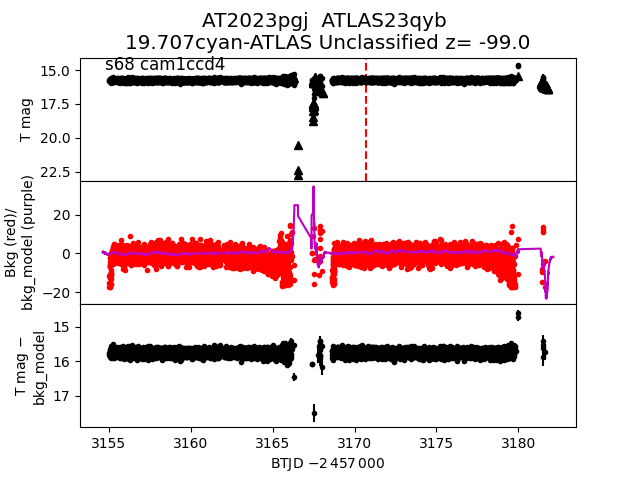 AT2023pgj  ATLAS23qyb
19.707cyan-ATLAS Unclassified z= -99.0
s68 cam1ccd4
15.0
17.5
20.0
22.5
T mag
20
0
−20
Bkg (red)/
bkg_model (purple)
15
16
17
T mag −
bkg_model
3155 3160 3165 3170 3175 3180
BTJD −2 457 000